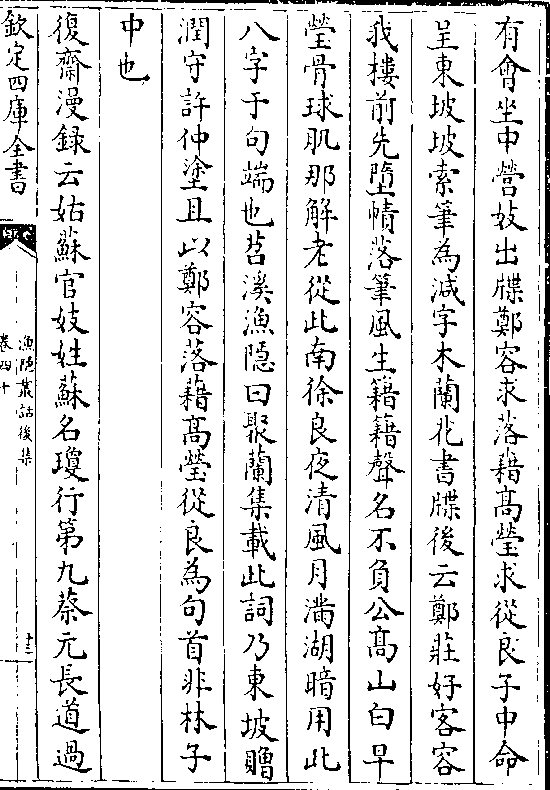 有會坐中營妓出牒鄭容求落藉高瑩求從良子中命
呈東坡坡索筆為減字木蘭花書牒後云鄭莊好客容
我樓前先墮幘落筆風生籍籍聲名不負公高山白早
瑩骨球肌那解老從此南徐良夜清風月滿湖暗用此
八字于句端也苕溪漁隠曰聚蘭集載此詞乃東坡贈
潤守許仲塗且以鄭容落藉高瑩從良為句首非林子
中也
復齋漫録云姑蘇官妓姓蘇名瓊行第九蔡元長道過
欽定四庫全書
漁隠叢話後集
卷四十
十三